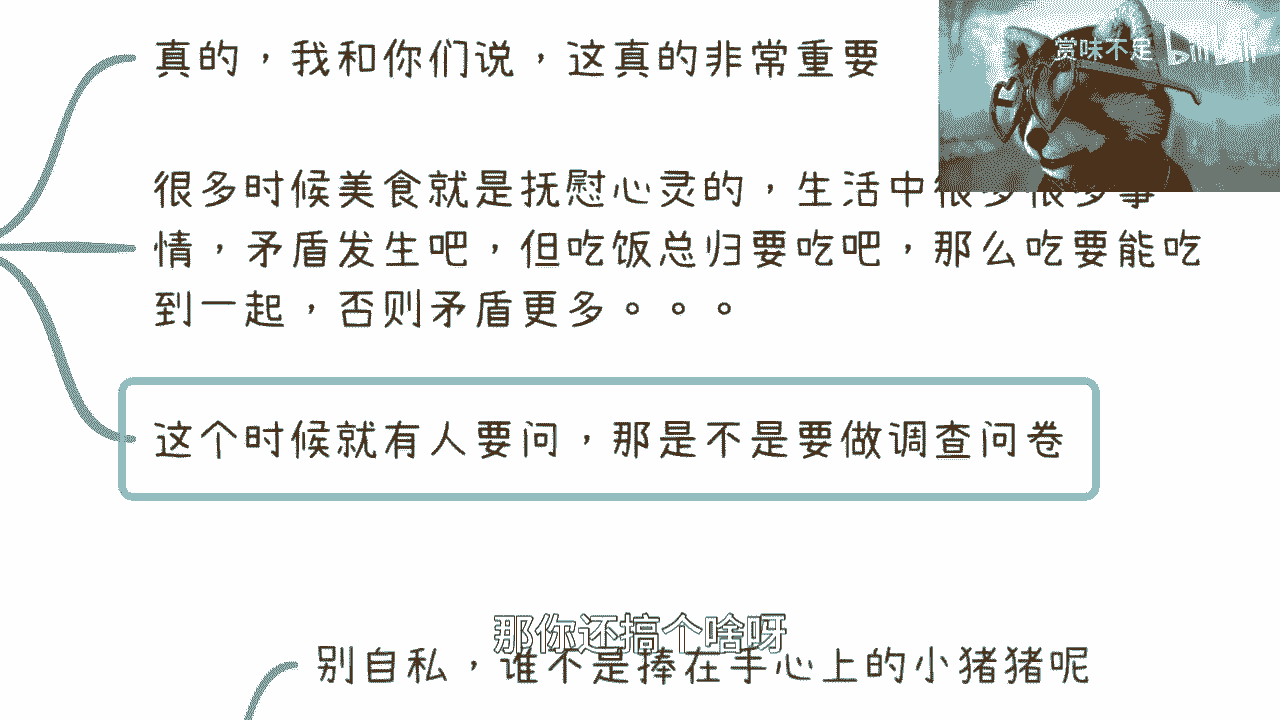 真的，我和你们说，这真的非常重要
赏味不足 bilibili
很多时候美食就是抚慰心灵的，生活中很多很多事
情，矛盾发生吧，但吃饭总归要吃吧，那么吃要能吃
到一起，否则矛盾更多。。。
这个时候就有人要问，那是不是要做调查问卷
那你还搞个啥呀
别自私，谁不是捧在手心上的小猪猪呢